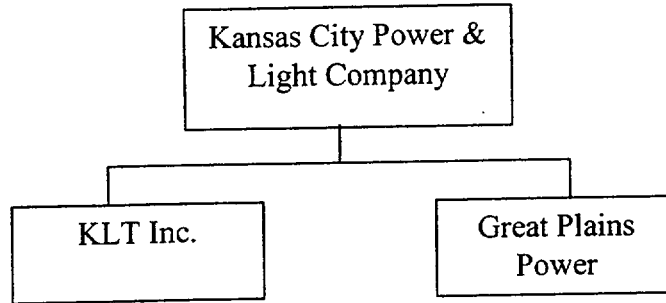 Kansas City Power &
Light Company
KLT Inc.
Great Plains
Power